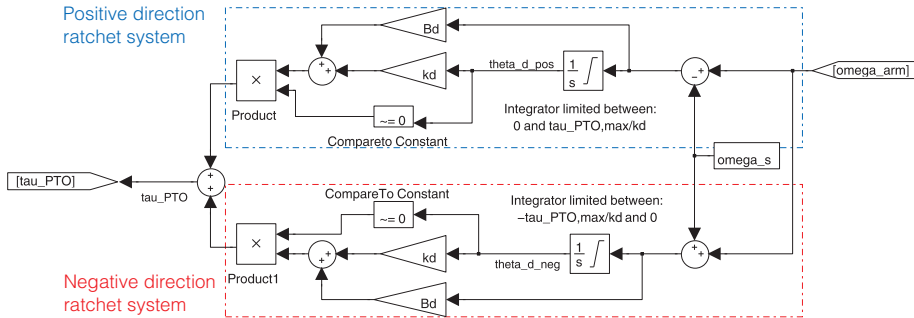 Positive direction
ratchet system
Bd
kd
theta_d_pos
1
s
- +
[omega_arm]
+
+
×
Product
~= 0
Compareto Constant
Integrator limited between:
0 and tau_PTO,max/kd
omega_s
[tau_PTO]
tau_PTO
+
+
CompareTo Constant
~= 0
Integrator limited between:
−tau_PTO,max/kd and 0
×
Product1
+
+
kd
theta_d_neg
1
s
+
+
Bd
Negative direction
ratchet system